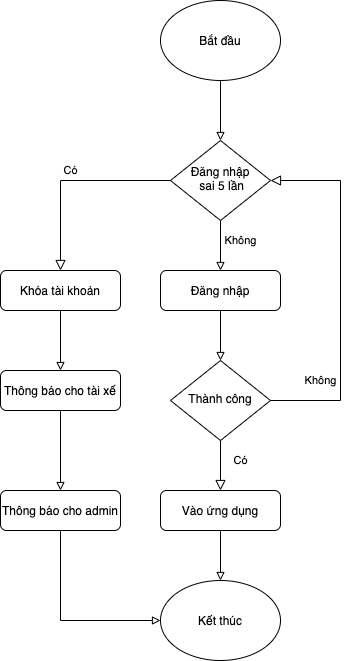 Bắt đầu
Có
Đăng nhập
sai 5 lần
Không
Khóa tài khoản
Đăng nhập
Không
Thông báo cho tài xế
Thành công
Có
Thông báo cho admin
Vào ứng dụng
Kết thúc